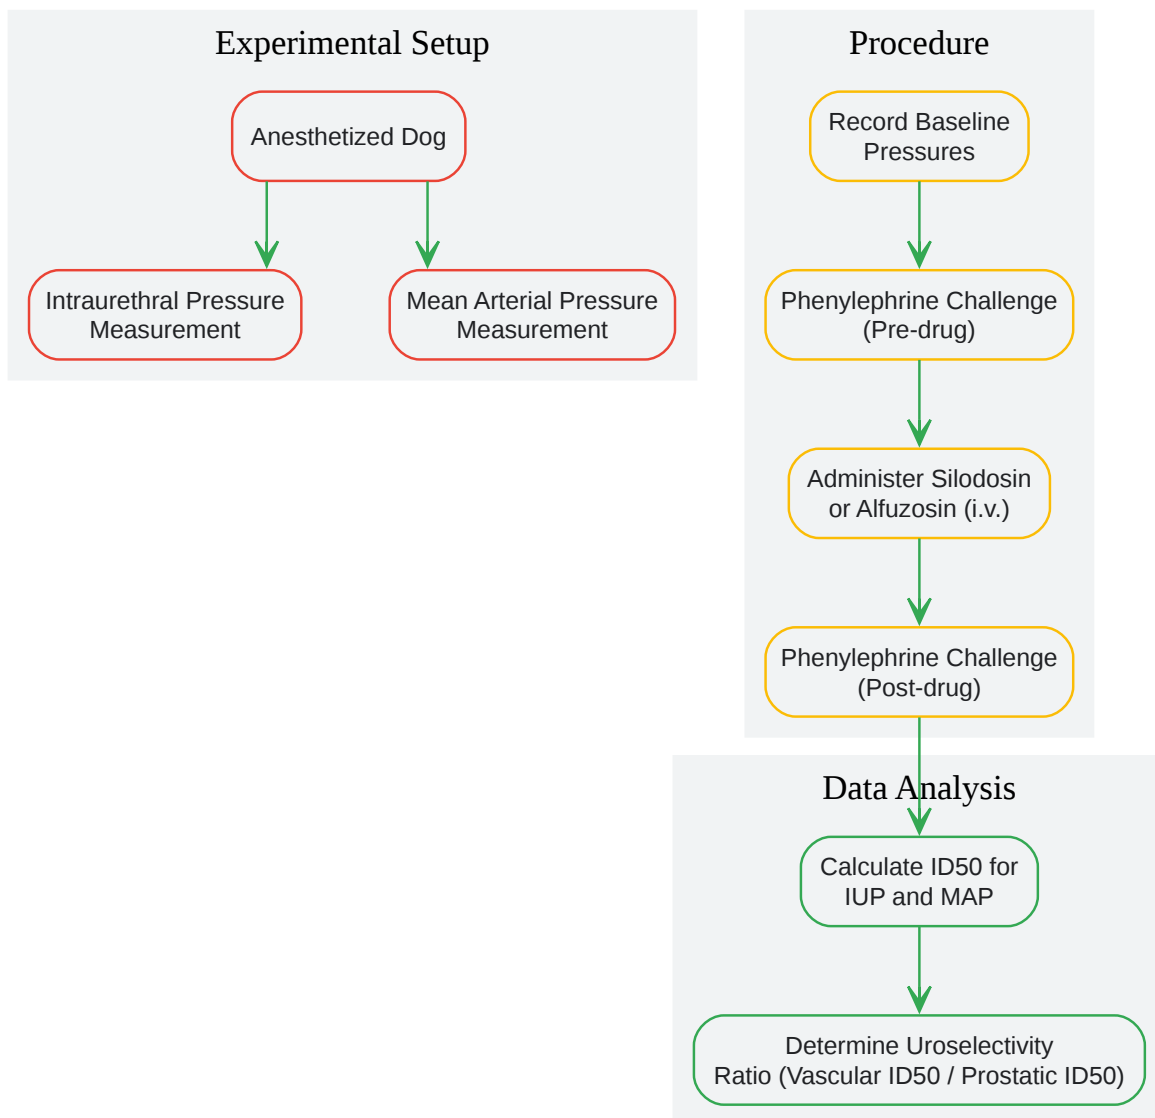 Experimental Setup
Anesthetized Dog
Intraurethral Pressure
Measurement
Mean Arterial Pressure
Measurement
Procedure
Record Baseline
Pressures
Phenylephrine Challenge
(Pre-drug)
Administer Silodosin
or Alfuzosin (i.v.)
Phenylephrine Challenge
(Post-drug)
Data Analysis
Calculate ID50 for
IUP and MAP
Determine Uroselectivity
Ratio (Vascular ID50 / Prostatic ID50)